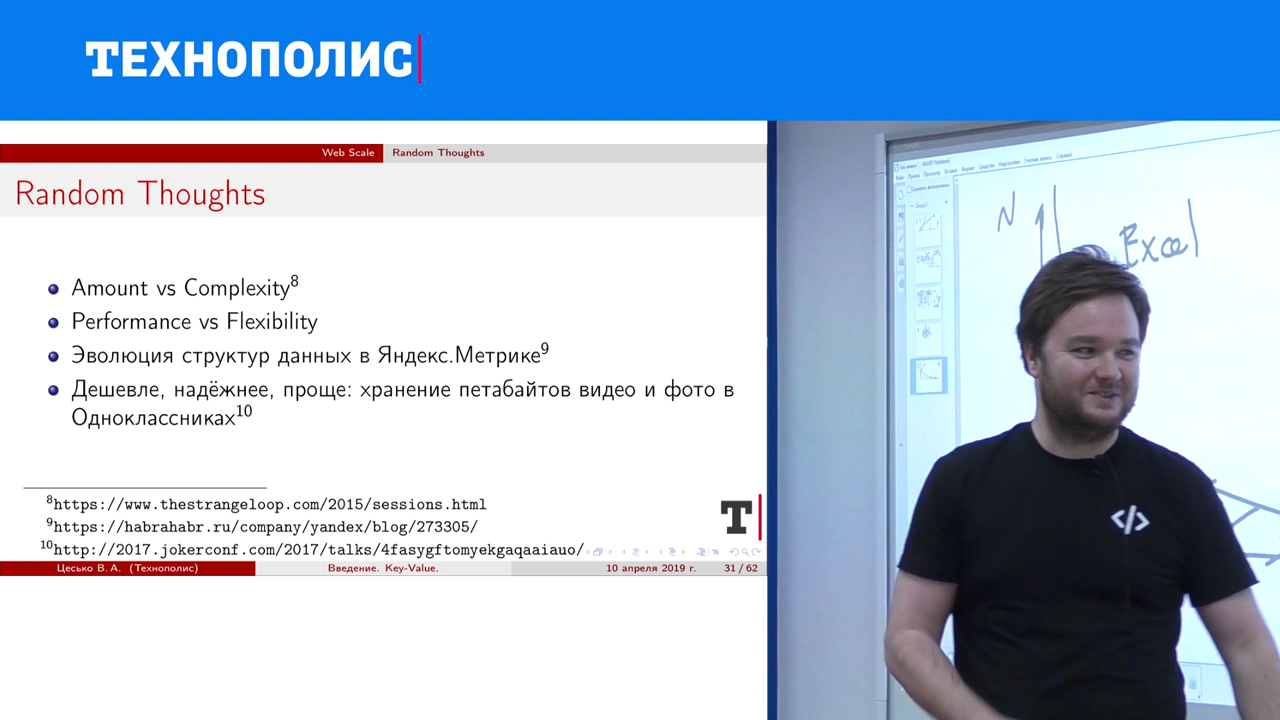 ТЕХНОПОЛИС
Web Scale
Random Thoughts
Random Thoughts
Amount vs Complexity8
Performance vs Flexibility
Эволюция структур данных в Яндекс.Метрике9
Дешевле, надёжнее, проще: хранение петабайтов видео и фото в
Одноклассниках10
8https://www.thestrangeloop.com/2015/sessions.html
9https://habrahabr.ru/company/yandex/blog/273305/
10http://2017.jokerconf.com/2017/talks/4fasygftomyekgaqaaiauo/
T
Цесько В. А. (Технополис)
Введение. Key-Value.
10 апреля 2019 г.
31 / 62
N
Excel